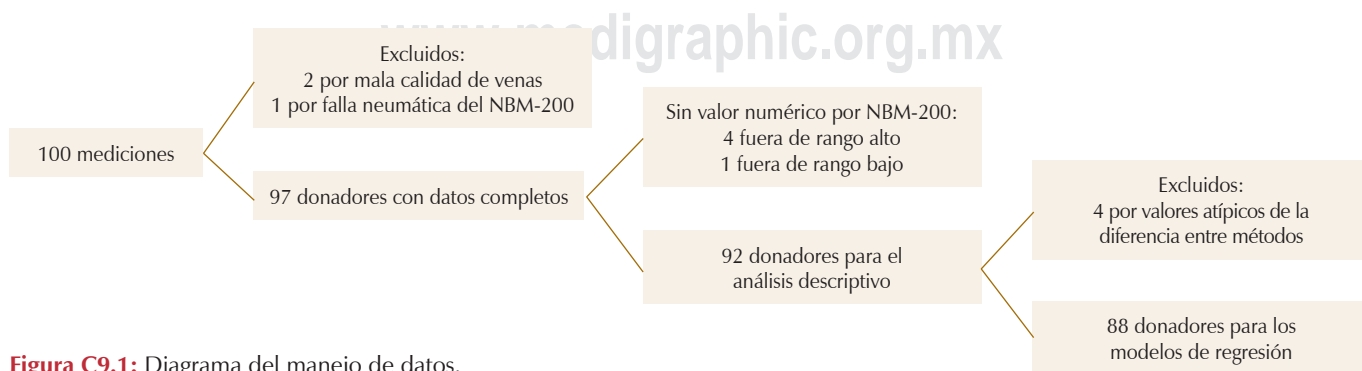 www.medigraphic.org.mx
Excluidos:
2 por mala calidad de venas
1 por falla neumática del NBM-200
100 mediciones
97 donadores con datos completos
Sin valor numérico por NBM-200:
4 fuera de rango alto
1 fuera de rango bajo
92 donadores para el
análisis descriptivo
Excluidos:
4 por valores atípicos de la
diferencia entre métodos
88 donadores para los
modelos de regresión
Figura C9.1: Diagrama del manejo de datos.